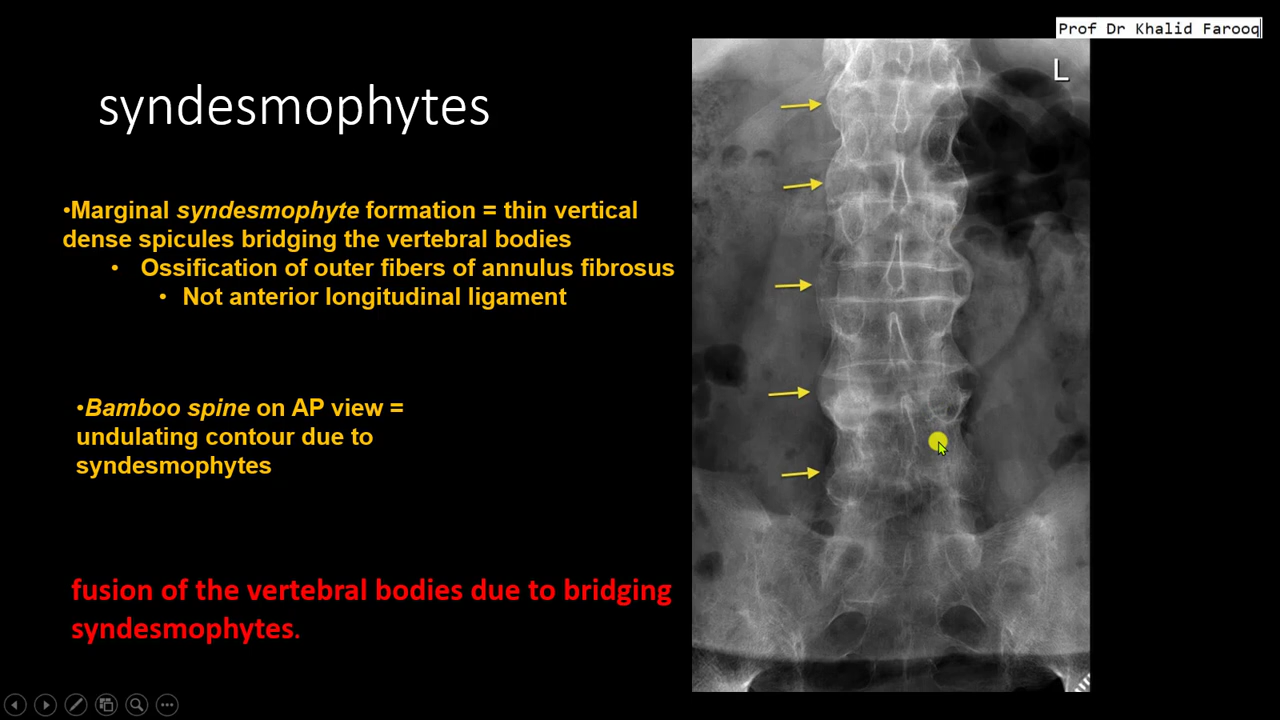 Prof Dr Khalid Farooq
L
syndesmophytes
•Marginal syndesmophyte formation = thin vertical
dense spicules bridging the vertebral bodies
• Ossification of outer fibers of annulus fibrosus
• Not anterior longitudinal ligament
•Bamboo spine on AP view =
undulating contour due to
syndesmophytes
fusion of the vertebral bodies due to bridging
syndesmophytes.